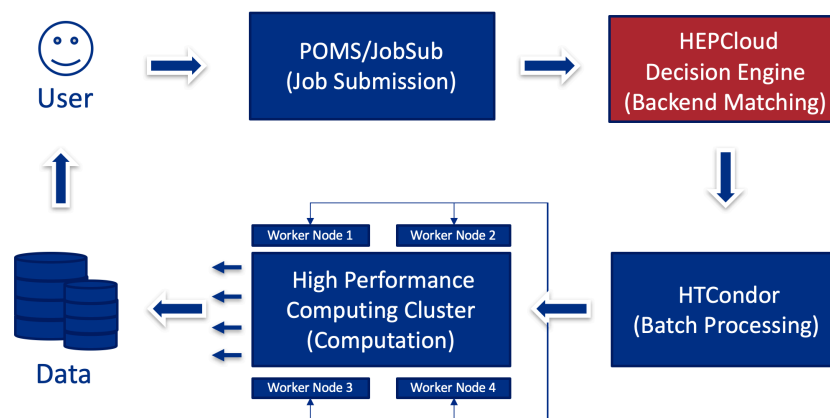 User
POMS/JobSub
(Job Submission)
HEPCloud
Decision Engine
(Backend Matching)
Worker Node 1
Worker Node 2
High Performance
Computing Cluster
(Computation)
HTCondor
(Batch Processing)
Data
Worker Node 3
Worker Node 4